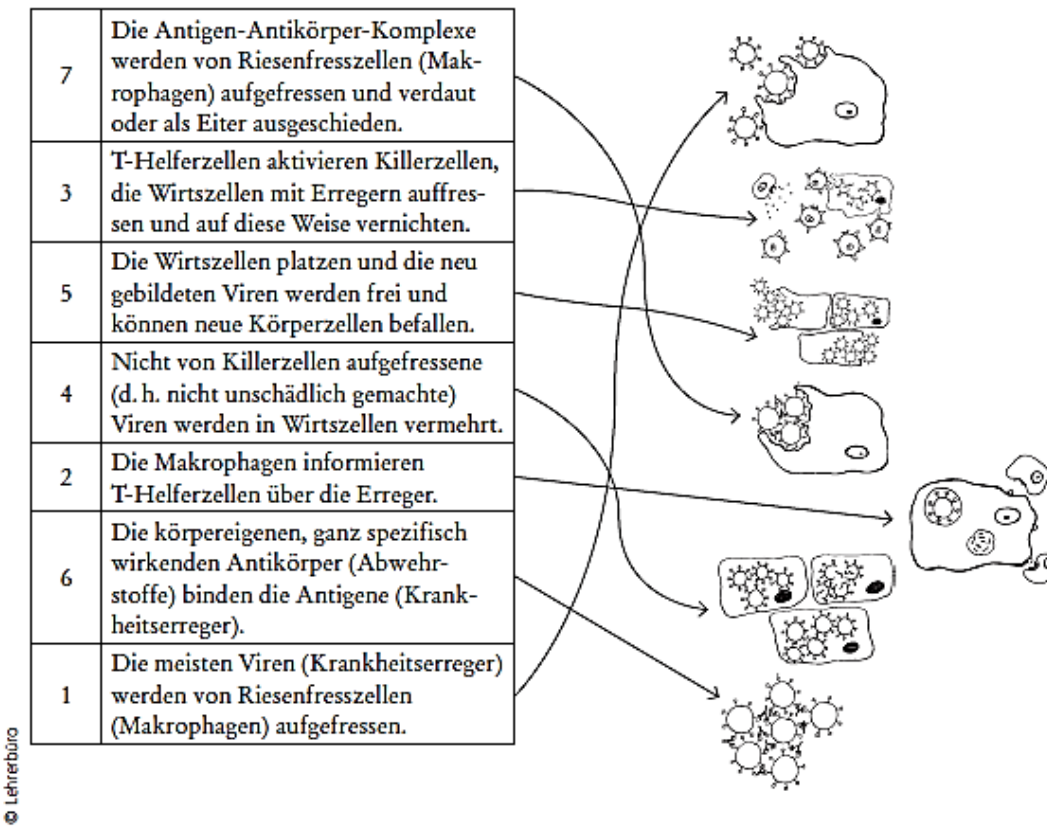 7
Die Antigen-Antikörper-Komplexe
werden von Riesenfresszellen (Mak-
rophagen) aufgefressen und verdaut
oder als Eiter ausgeschieden.
3
T-Helferzellen aktivieren Killerzellen,
die Wirtszellen mit Erregern auffres-
sen und auf diese Weise vernichten.
5
Die Wirtszellen platzen und die neu
gebildeten Viren werden frei und
können neue Körperzellen befallen.
4
Nicht von Killerzellen aufgefressene
(d. h. nicht unschädlich gemachte)
Viren werden in Wirtszellen vermehrt.
2
Die Makrophagen informieren
T-Helferzellen über die Erreger.
6
Die körpereigenen, ganz spezifisch
wirkenden Antikörper (Abwehr-
stoffe) binden die Antigene (Krank-
heitserreger).
1
Die meisten Viren (Krankheitserreger)
werden von Riesenfresszellen
(Makrophagen) aufgefressen.
© Lehrerbüro